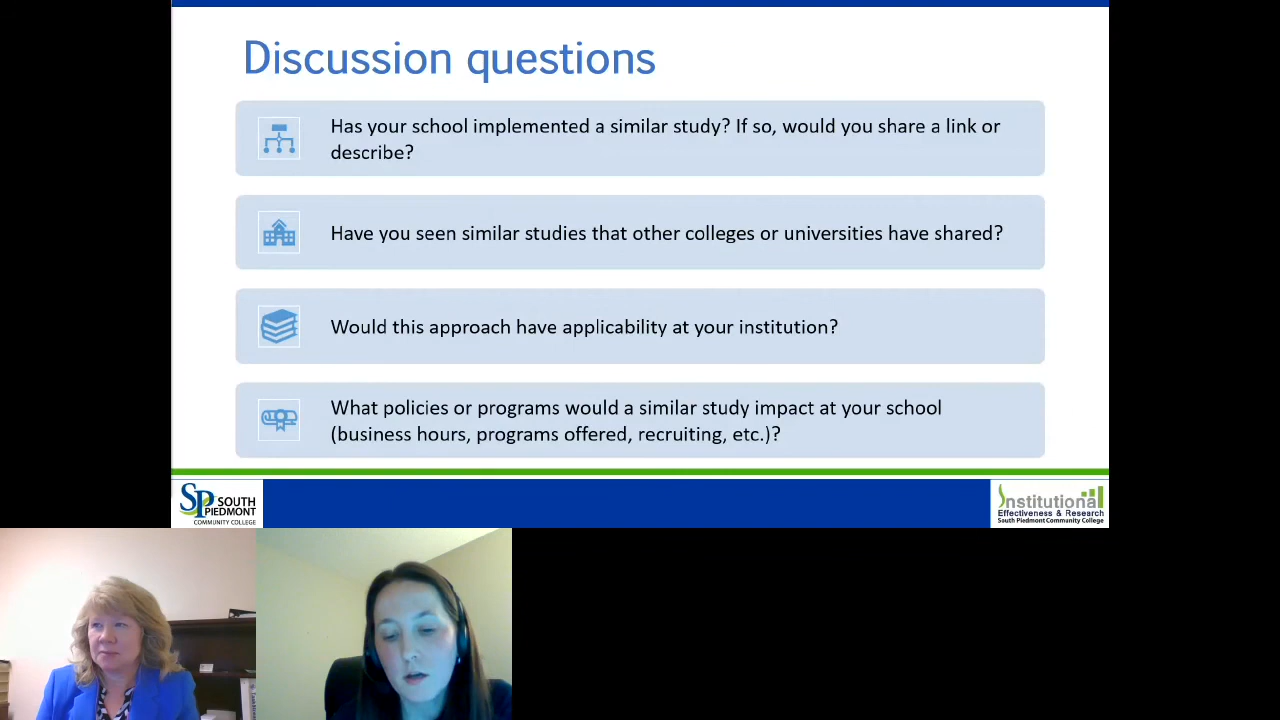 Discussion questions
Has your school implemented a similar study? If so, would you share a link or
describe?
Have you seen similar studies that other colleges or universities have shared?
Would this approach have applicability at your institution?
What policies or programs would a similar study impact at your school
(business hours, programs offered, recruiting, etc.)?
SP SOUTH
PIEDMONT
COMMUNITY COLLEGE
Institutional
Effectiveness & Research
South Piedmont Community College